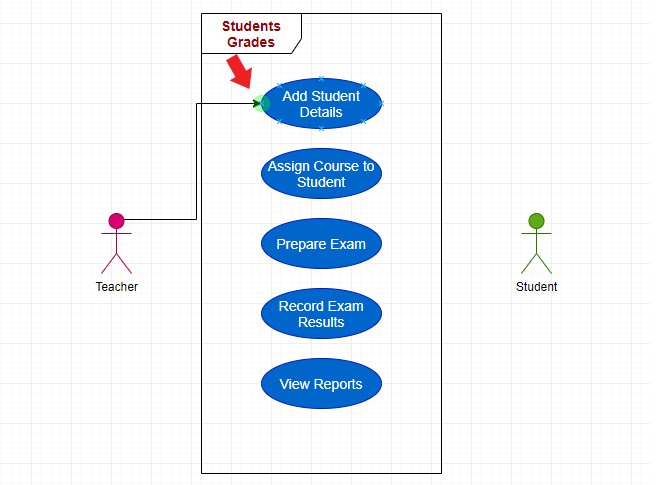 Students
Grades
Add Student
Details
Assign Course to
Student
Prepare Exam
Teacher
Student
Record Exam
Results
View Reports